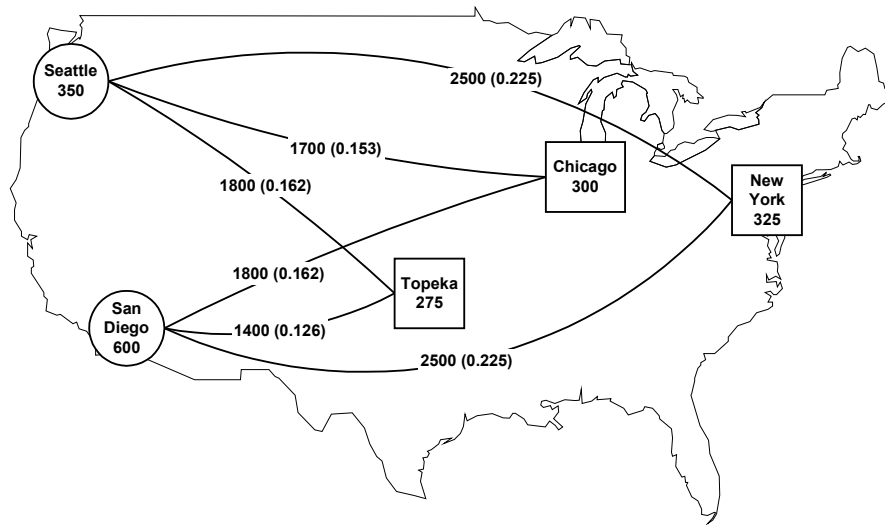 Seattle
350
2500 (0.225)
1700 (0.153)
Chicago
300
1800 (0.162)
New
York
325
1800 (0.162)
Topeka
275
San
Diego
600
1400 (0.126)
2500 (0.225)